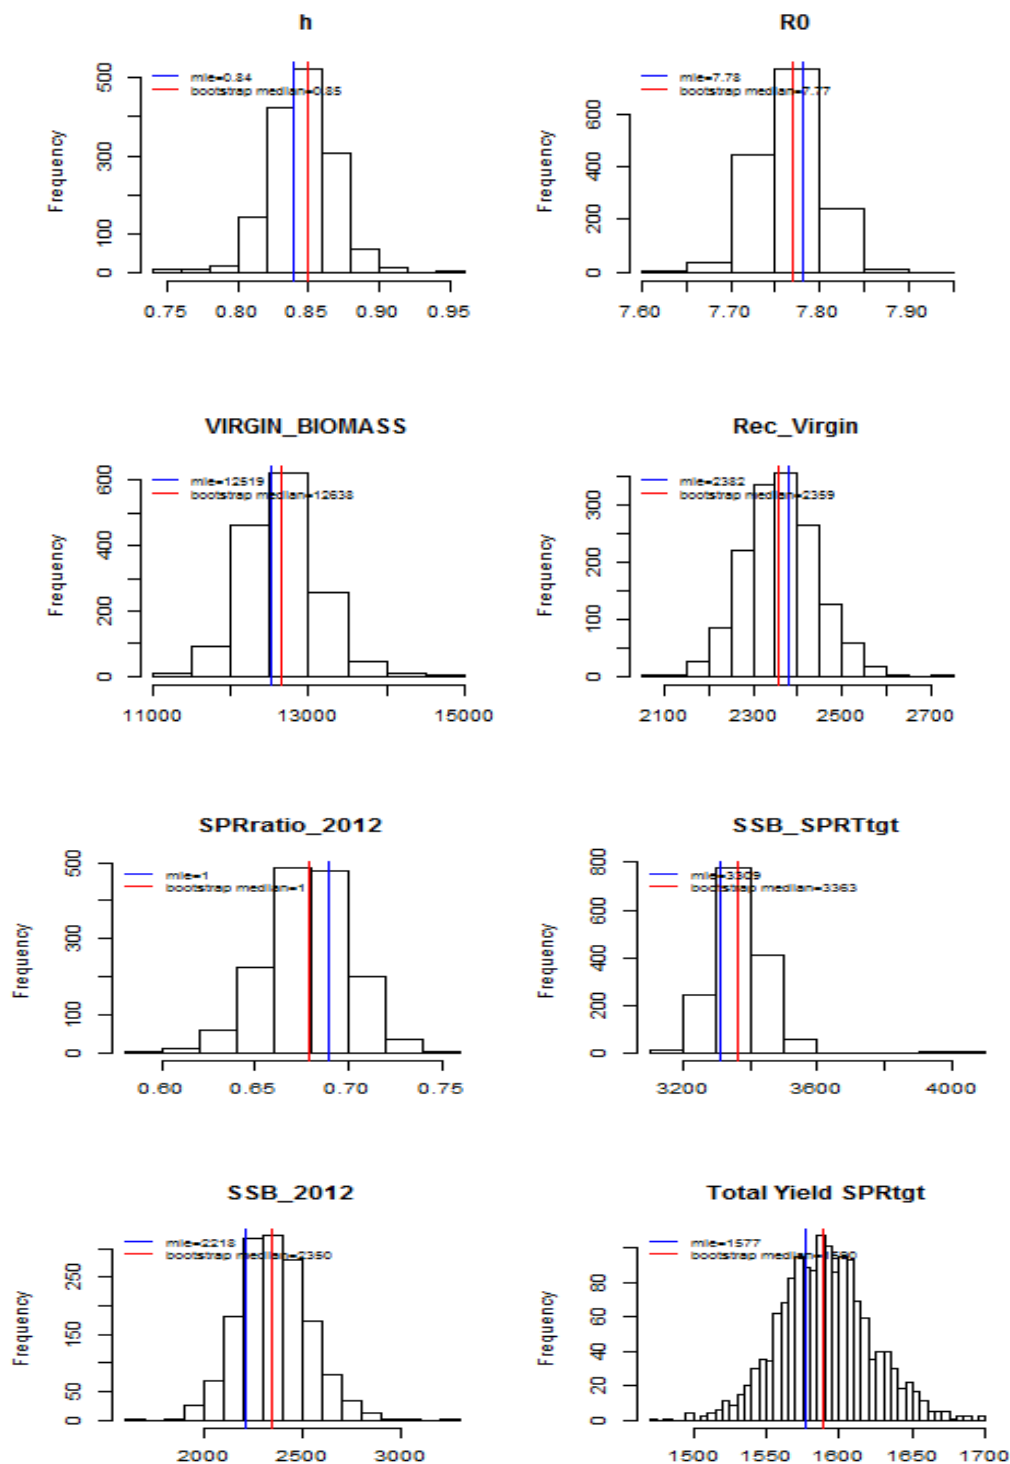 h
mle=0.84
bootstrap median=0.85
Frequency
500
300
100
0
0.75 0.80 0.85 0.90 0.95
R0
mle=7.78
bootstrap median=7.77
Frequency
600
400
200
0
7.60 7.70 7.80 7.90
VIRGIN_BIOMASS
mle=12519
bootstrap median=12638
Frequency
600
400
200
0
11000 13000 15000
Rec_Virgin
mle=2382
bootstrap median=2359
Frequency
300
200
100
0
2100 2300 2500 2700
SPRratio_2012
mle=1
bootstrap median=1
Frequency
500
300
100
0
0.60 0.65 0.70 0.75
SSB_SPRTtgt
mle=3309
bootstrap median=3363
Frequency
800
600
400
200
0
3200 3600 4000
SSB_2012
mle=2218
bootstrap median=2350
Frequency
250
150
50
0
2000 2500 3000
Total Yield SPRtgt
mle=1577
bootstrap median=1590
Frequency
80
60
40
20
0
1500 1550 1600 1650 1700